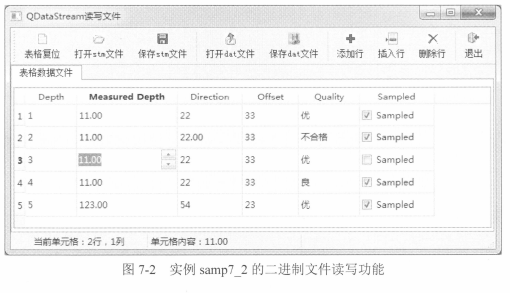 QDataStream读写文件
表格复位 打开stm文件 保存stm文件 打开dat文件 保存dat文件 添加行 插入行 删除行 退出
表格数据文件
Depth Measured Depth Direction Offset Quality Sampled
1 1 11.00 22 33 优 Sampled
2 2 11.00 22.00 33 不合格 Sampled
3 3 11.00 22 33 优 Sampled
4 4 11.00 22 33 良 Sampled
5 5 123.00 54 23 优 Sampled
当前单元格：2行，1列 单元格内容：11.00
图 7-2 实例 samp7_2 的二进制文件读写功能